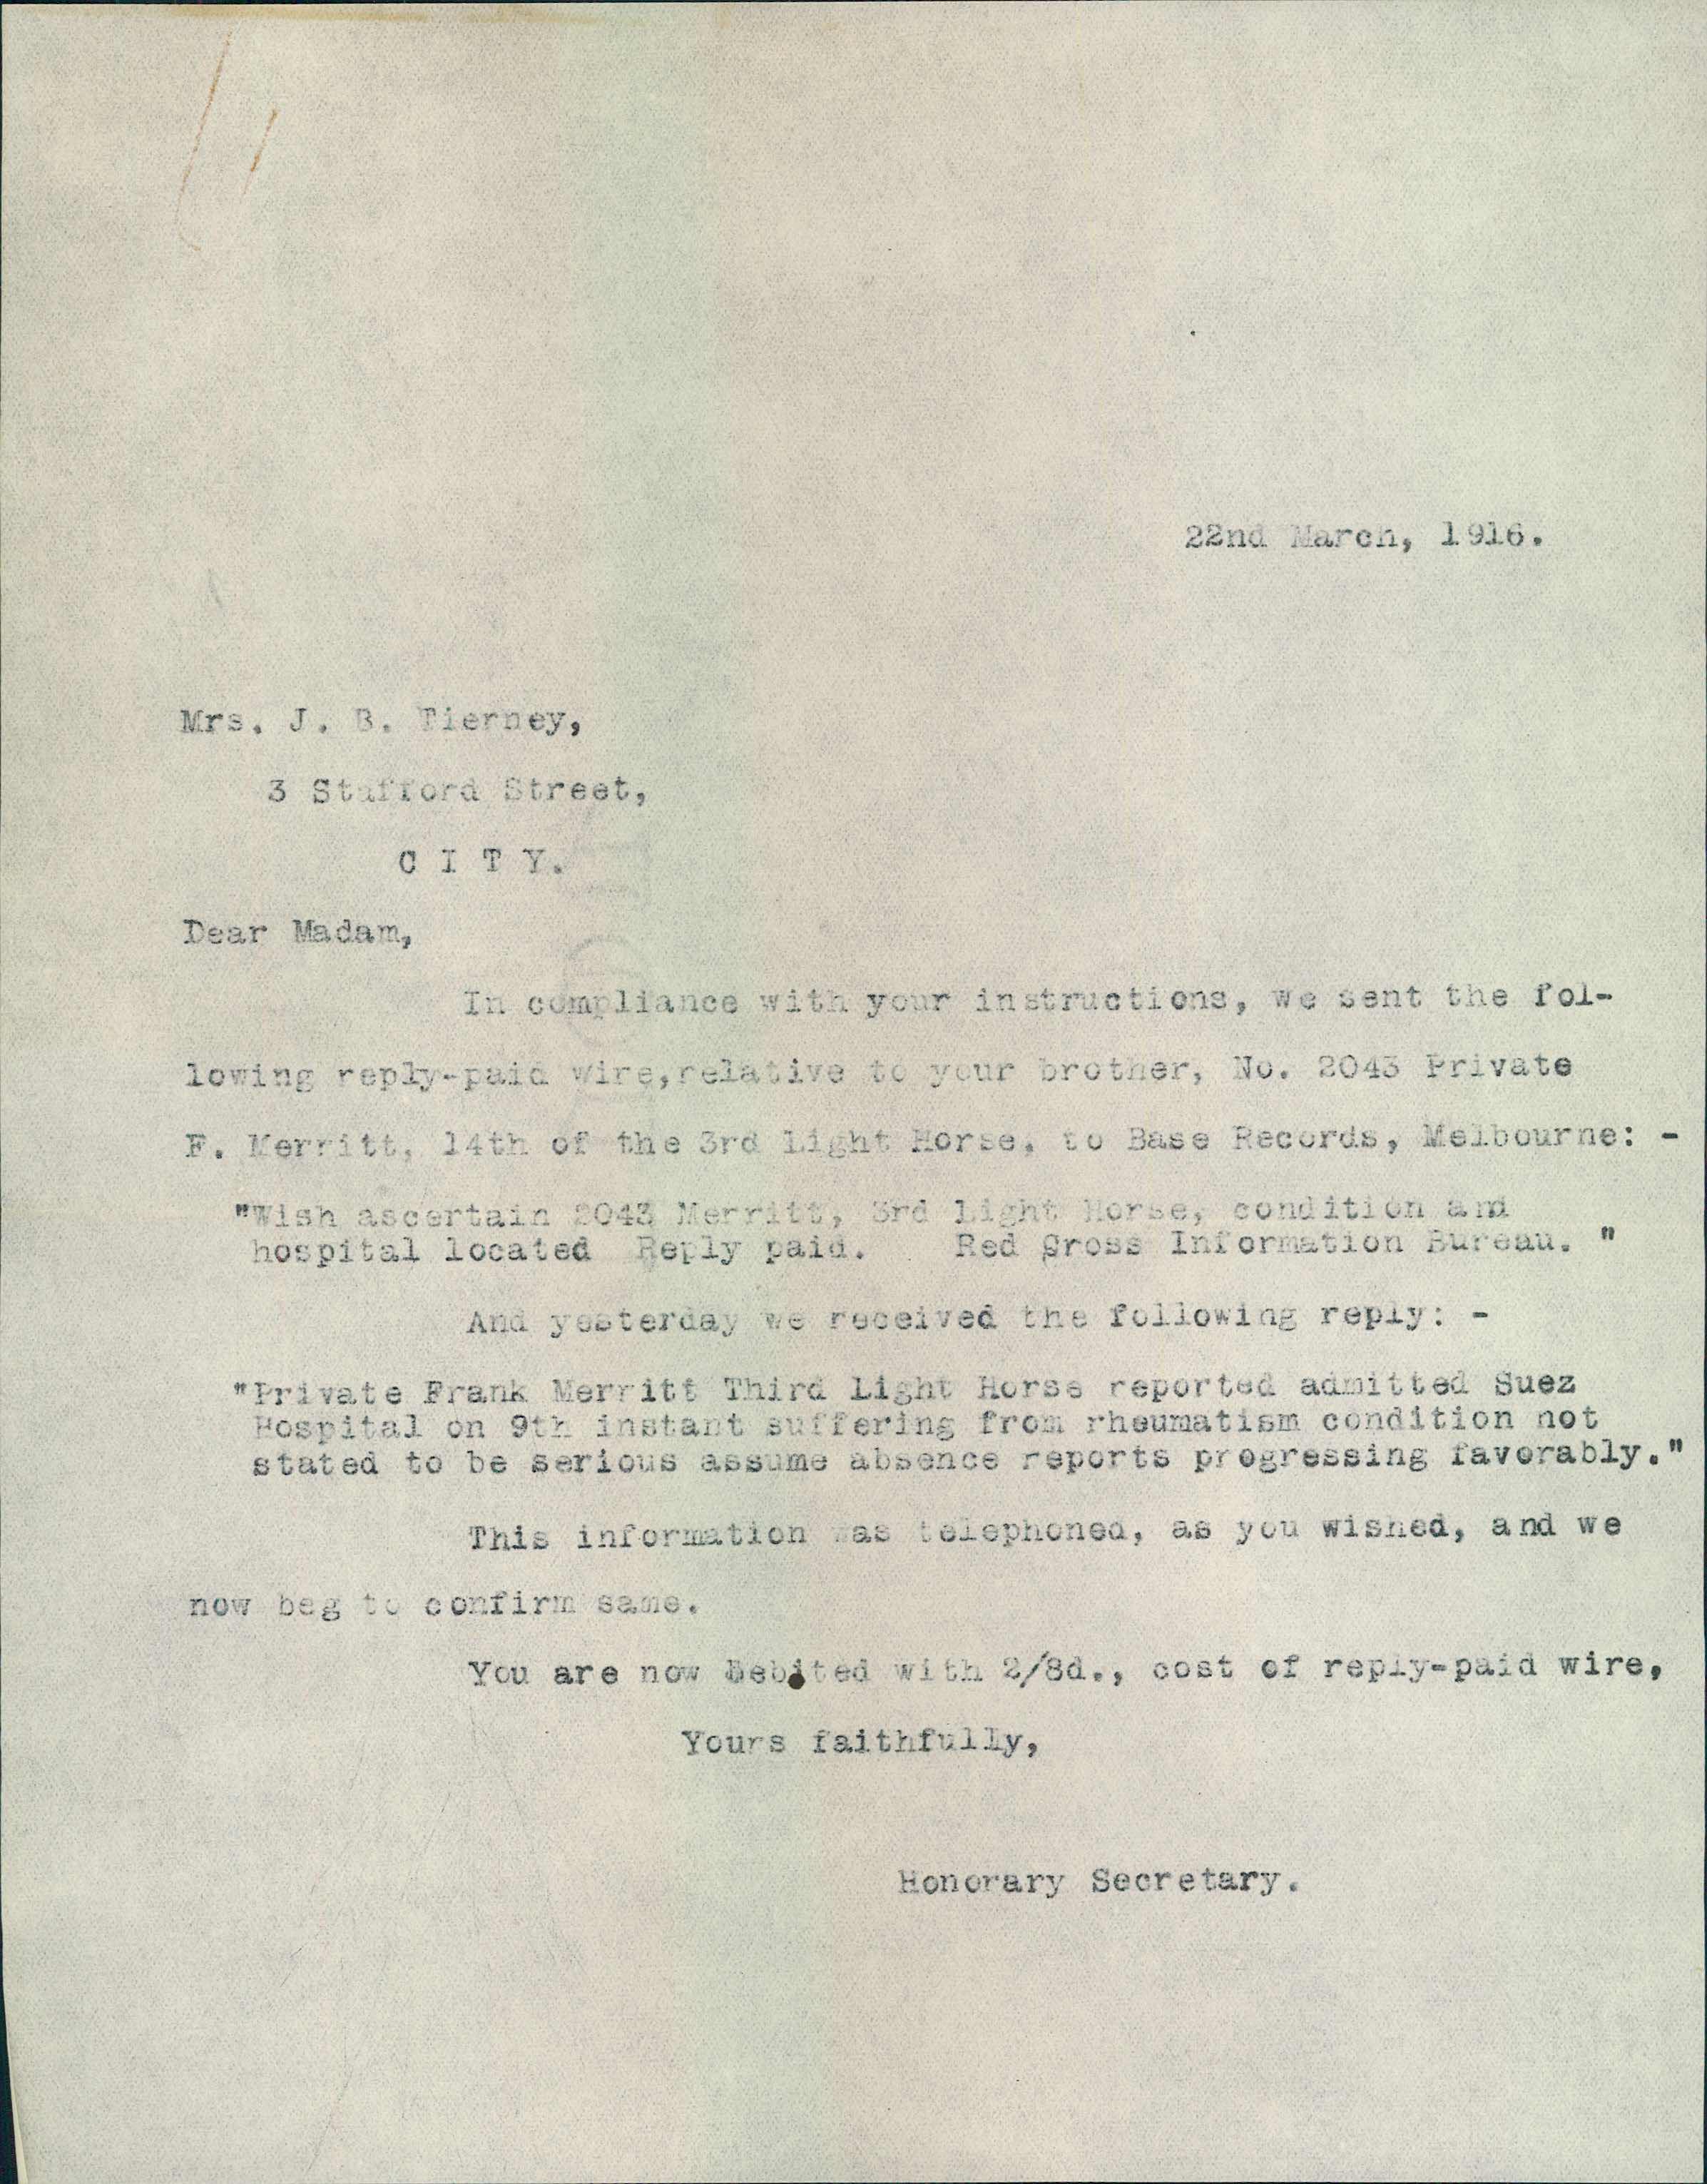 22nd March, 1916.
Mrs. J. B. Tierney,
3 Stafford Street,
C I T Y.
Dear Madam,
In compliance with your instructions, we sent the fol-
lowing reply-paid wire,relative to your brother, No. 2043 Private
F. Merritt, 14th of the 3rd Light Horse, to Base Records, Melbourne: -
"Wish ascertain 2043 Merritt, 3rd Light Horse, condition and
hospital located Reply paid. Red Cross Information Bureau. "
And yesterday we received the following reply: -
"Private Frank Merritt Third Light Horse reported admitted Suez
Hospital on 9th instant suffering from rheumatism condition not
stated to be serious assume absence reports progressing favorably."
This information was telephoned, as you wished, and we
now beg to confirm same.
You are now debited with 2/8d., cost of reply-paid wire,
Yours faithfully,
Honorary Secretary.